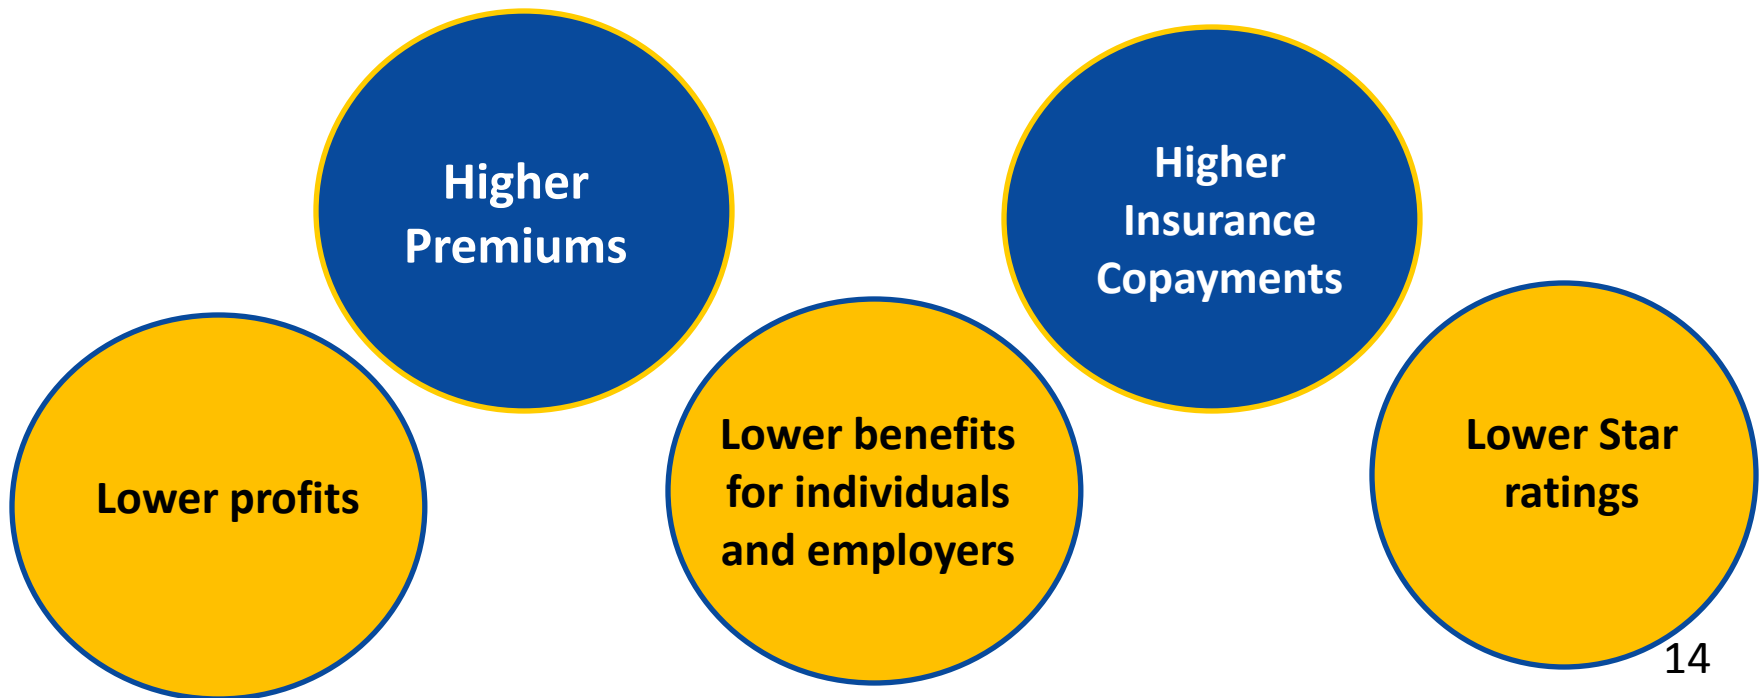 Higher
Premiums
Higher
Insurance
Copayments
Lower profits
Lower benefits
for individuals
and employers
Lower Star
ratings
14